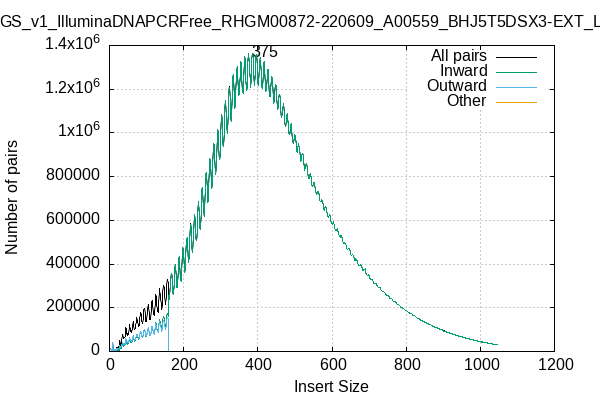 GS_v1_IlluminaDNAPCRFree_RHGM00872-220609_A00559_BHJ5T5DSX3-EXT_L
375
1.4x10^6
1.2x10^6
1x10^6
800000
600000
400000
200000
0
Number of pairs
All pairs
Inward
Outward
Other
0 200 400 600 800 1000 1200
Insert Size